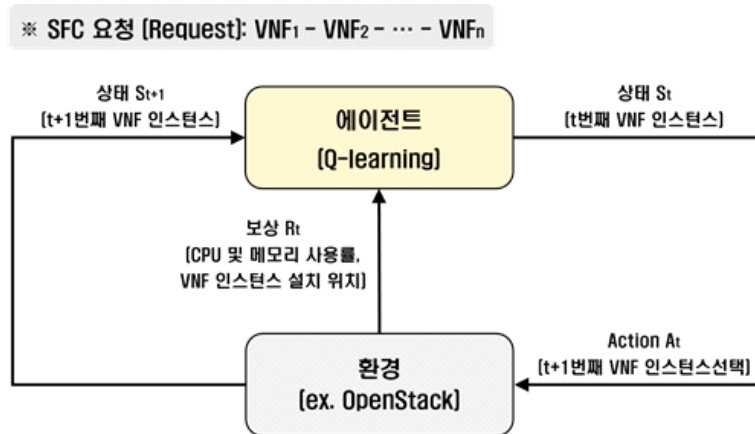 ※ SFC 요청 (Request): VNF1 - VNF2 - ··· - VNFn
상태 St+1
(t+1번째 VNF 인스턴스)
에이전트
(Q-learning)
상태 St
(t번째 VNF 인스턴스)
보상 Rt
(CPU 및 메모리 사용률,
VNF 인스턴스 설치 위치)
환경
(ex. OpenStack)
Action At
(t+1번째 VNF 인스턴스선택)